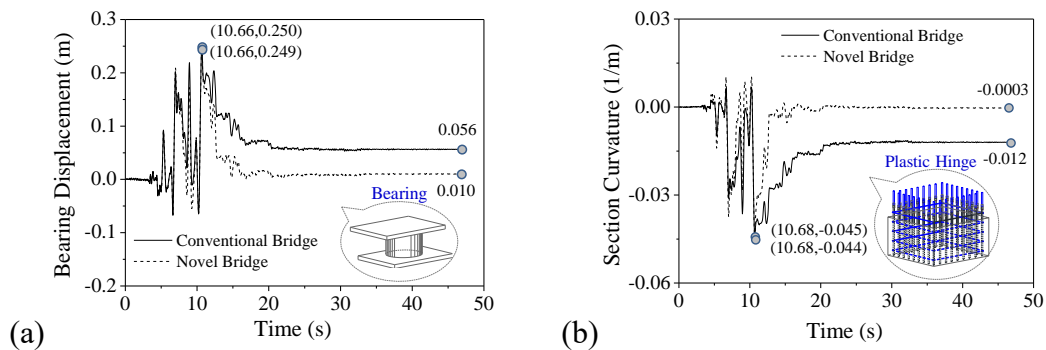 0.3
0.2
0.1
0.0
-0.1
-0.2
Bearing Displacement (m)
(10.66,0.250)
(10.66,0.249)
0.056
0.010
Bearing
Conventional Bridge
Novel Bridge
0 10 20 30 40 50
Time (s)
(a)
0.03
0.00
-0.03
-0.06
Section Curvature (1/m)
Conventional Bridge
Novel Bridge
-0.0003
-0.012
Plastic Hinge
(10.68,-0.045)
(10.68,-0.044)
0 10 20 30 40 50
Time (s)
(b)